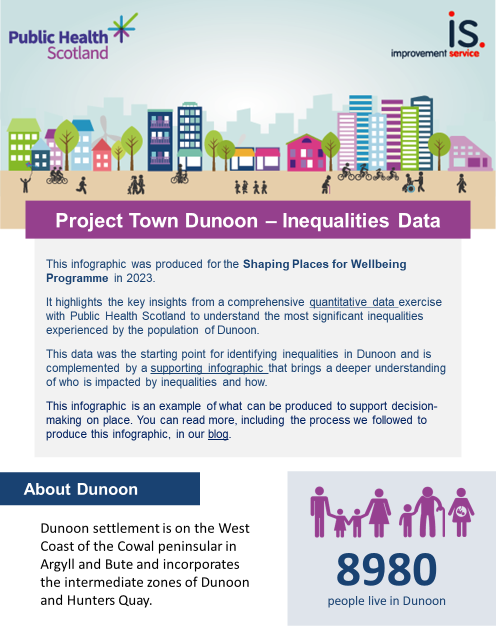 Public Health
Scotland
is.
improvement service
Project Town Dunoon – Inequalities Data
This infographic was produced for the Shaping Places for Wellbeing
Programme in 2023.
It highlights the key insights from a comprehensive quantitative data exercise
with Public Health Scotland to understand the most significant inequalities
experienced by the population of Dunoon.
This data was the starting point for identifying inequalities in Dunoon and is
complemented by a supporting infographic that brings a deeper understanding
of who is impacted by inequalities and how.
This infographic is an example of what can be produced to support decision-
making on place. You can read more, including the process we followed to
produce this infographic, in our blog.
About Dunoon
Dunoon settlement is on the West
Coast of the Cowal peninsular in
Argyll and Bute and incorporates
the intermediate zones of Dunoon
and Hunters Quay.
8980
people live in Dunoon